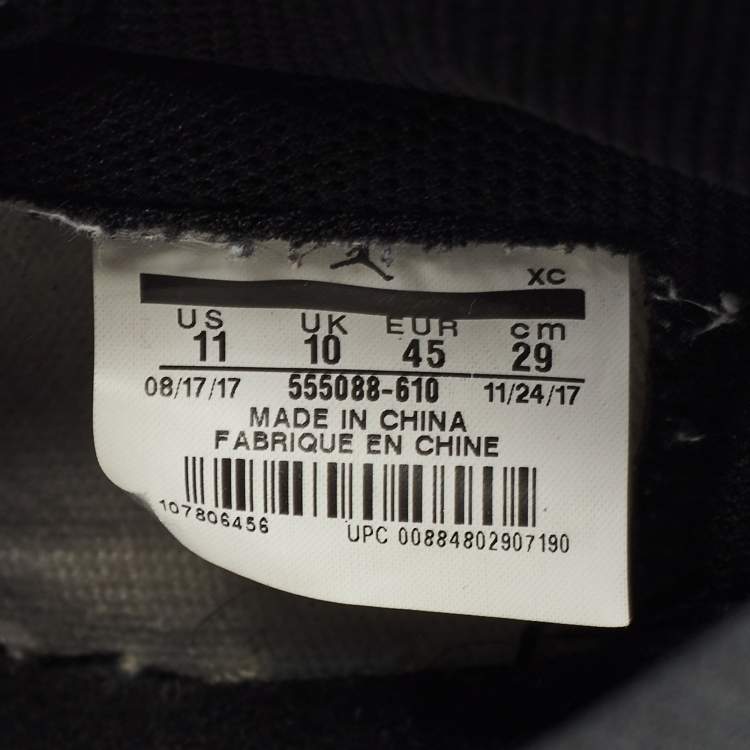 XC
US UK EUR cm
11 10 45 29
08/17/17 555088-610 11/24/17
MADE IN CHINA
FABRIQUE EN CHINE
107806456
UPC 00884802907190